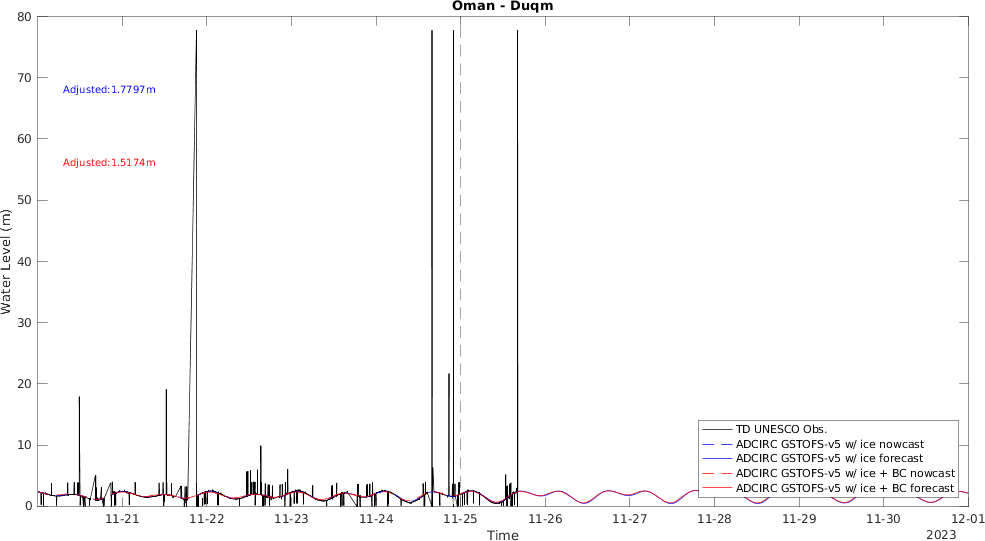 Oman - Duqm
80
70
60
50
40
30
20
10
0
Water Level (m)
Adjusted:1.7797m
Adjusted:1.5174m
TD UNESCO Obs.
ADCIRC GSTOFS-v5 w/ ice nowcast
ADCIRC GSTOFS-v5 w/ ice forecast
ADCIRC GSTOFS-v5 w/ ice + BC nowcast
ADCIRC GSTOFS-v5 w/ ice + BC forecast
11-21 11-22 11-23 11-24 11-25 11-26 11-27 11-28 11-29 11-30 12-01
2023
Time